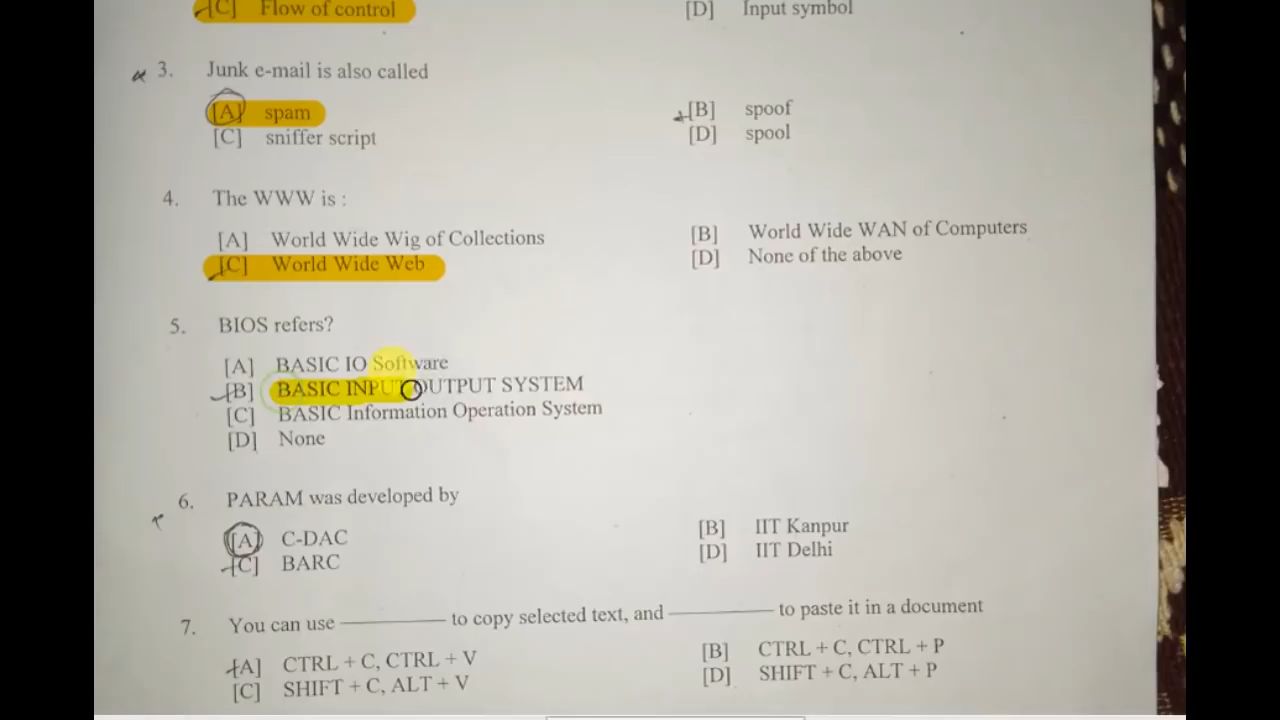 [C] Flow of control [D] Input symbol
3. Junk e-mail is also called
[A] spam [B] spoof
[C] sniffer script [D] spool
4. The WWW is :
[A] World Wide Wig of Collections [B] World Wide WAN of Computers
[C] World Wide Web [D] None of the above
5. BIOS refers?
[A] BASIC IO Software
[B] BASIC INPUT OUTPUT SYSTEM
[C] BASIC Information Operation System
[D] None
6. PARAM was developed by
[A] C-DAC [B] IIT Kanpur
[C] BARC [D] IIT Delhi
7. You can use ———— to copy selected text, and ———— to paste it in a document
[A] CTRL + C, CTRL + V [B] CTRL + C, CTRL + P
[C] SHIFT + C, ALT + V [D] SHIFT + C, ALT + P